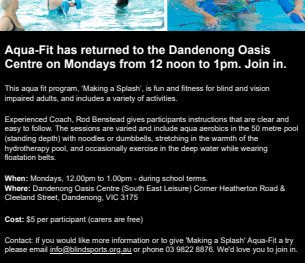 Aqua-Fit has returned to the Dandenong Oasis
Centre on Mondays from 12 noon to 1pm. Join in.
This aqua fit program, 'Making a Splash', is fun and fitness for blind and vision
impaired adults, and includes a variety of activities.
Experienced Coach, Rod Benstead gives participants instructions that are clear and
easy to follow. The sessions are varied and include aqua aerobics in the 50 metre pool
(standing depth) with noodles or dumbbells, stretching in the warmth of the
hydrotherapy pool, and occasionally exercise in the deep water while wearing
floatation belts.
When: Mondays, 12.00pm to 1.00pm - during school terms.
Where: Dandenong Oasis Centre (South East Leisure) Corner Heatherton Road &
Cleeland Street, Dandenong, VIC 3175
Cost: $5 per participant (carers are free)
Contact: If you would like more information or to give 'Making a Splash' Aqua-Fit a try
please email info@blindsports.org.au or phone 03 9822 8876. We'd love you to join in.